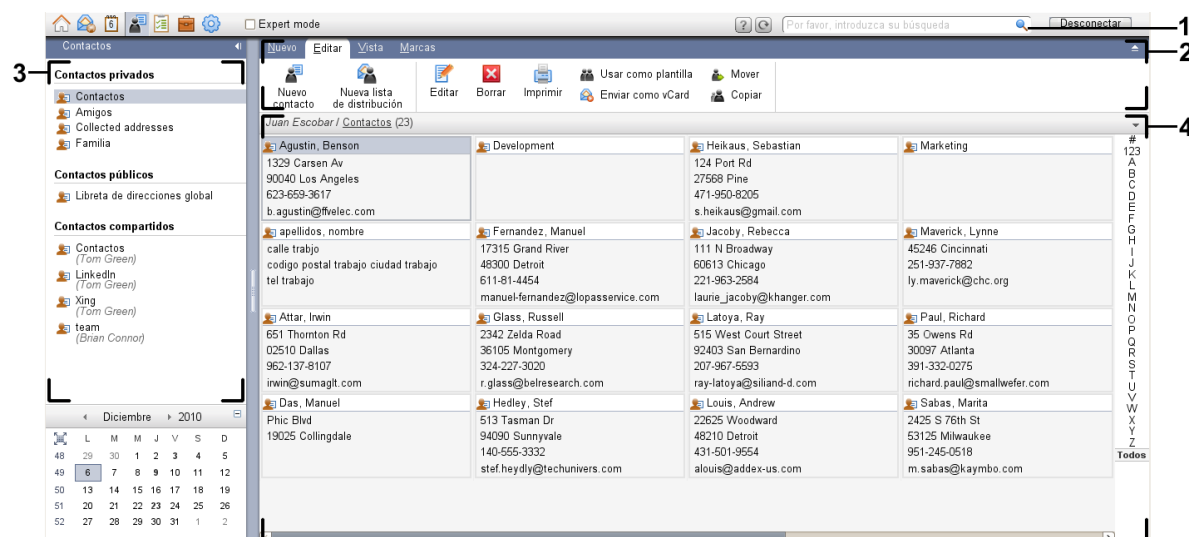 6
Expert mode
Por favor, introduzca su búsqueda
Desconectar
1
Contactos
Nuevo Editar Vista Marcas
2
3
Contactos privados
Contactos
Amigos
Collected addresses
Familia
Contactos públicos
Libreta de direcciones global
Contactos compartidos
Contactos
(Tom Green)
LinkedIn
(Tom Green)
Xing
(Tom Green)
team
(Brian Connor)
Diciembre 2010
L M M J V S D
48 29 30 1 2 3 4 5
49 6 7 8 9 10 11 12
50 13 14 15 16 17 18 19
51 20 21 22 23 24 25 26
52 27 28 29 30 31 1 2
Nuevo
contacto
Nueva lista
de distribución
Editar
Borrar
Imprimir
Usar como plantilla
Enviar como vCard
Mover
Copiar
Juan Escobar / Contactos (23)
4
Agustin, Benson
1329 Carsen Av
90040 Los Angeles
623-659-3617
b.agustin@ffvelec.com
Development
Heikaus, Sebastian
124 Port Rd
27568 Pine
471-950-8205
s.heikaus@gmail.com
Marketing
apellidos, nombre
calle trabjo
codigo postal trabajo ciudad trabajo
tel trabajo
Fernandez, Manuel
17315 Grand River
48300 Detroit
611-81-4454
manuel-fernandez@lopasservice.com
Jacoby, Rebecca
111 N Broadway
60613 Chicago
221-963-2584
laurie_jacoby@khanger.com
Maverick, Lynne
45246 Cincinnati
251-937-7882
ly.maverick@chc.org
Attar, Irwin
651 Thornton Rd
02510 Dallas
962-137-8107
irwin@sumaglt.com
Glass, Russell
2342 Zelda Road
36105 Montgomery
324-227-3020
r.glass@belresearch.com
Latoya, Ray
515 West Court Street
92403 San Bernardino
207-967-5593
ray-latoya@siliand-d.com
Paul, Richard
35 Owens Rd
30097 Atlanta
391-332-0275
richard.paul@smallwefer.com
Das, Manuel
Phic Blvd
19025 Collingdale
Hedley, Stef
513 Tasman Dr
94090 Sunnyvale
140-555-3332
stef.heydly@techunivers.com
Louis, Andrew
22625 Woodward
48210 Detroit
431-501-9554
alouis@addex-us.com
Sabas, Marita
2425 S 76th St
53125 Milwaukee
951-245-0518
m.sabas@kaymbo.com
#
123
A
B
C
D
E
F
G
H
I
J
K
L
M
N
O
P
Q
R
S
T
U
V
W
X
Y
Z
Todos